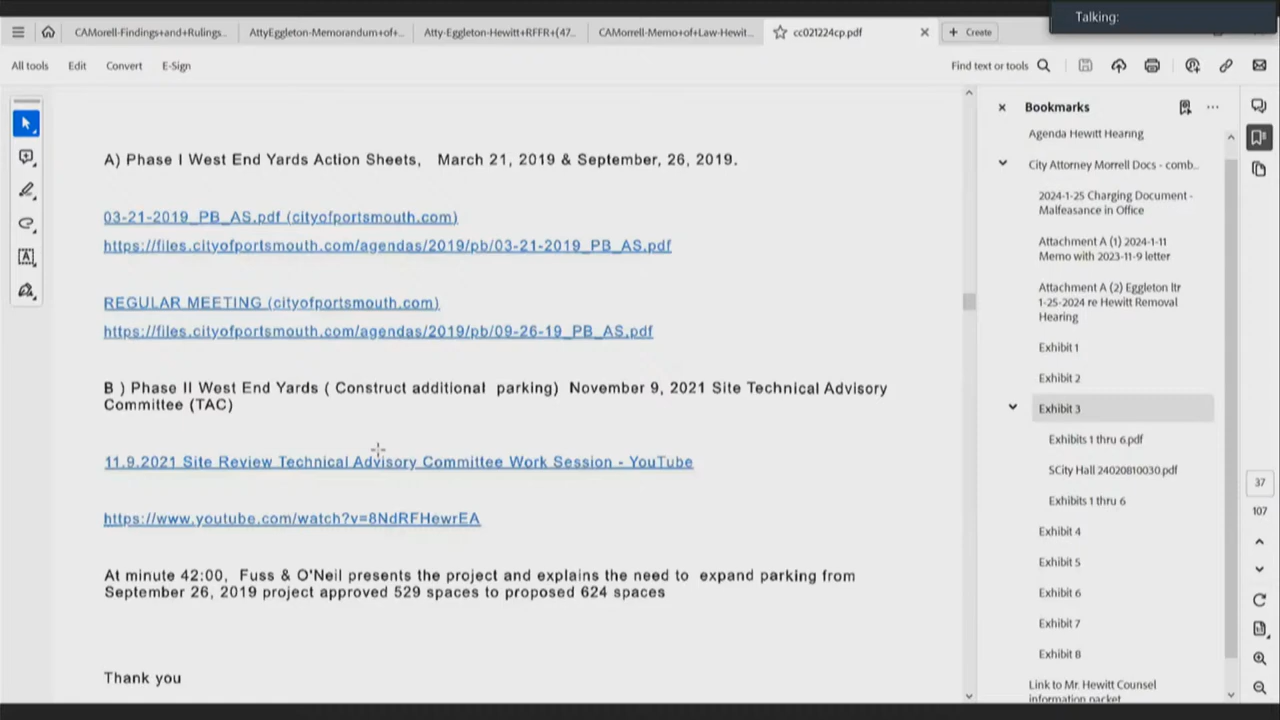 Talking:
CAMorell-Findings+and+Rulings...
AttyEggleton-Memorandum+of+...
Atty-Eggleton-Hewitt+RFFR+(47...
CAMorrell-Memo+of+Law-Hewit...
cc021224cp.pdf
Create
All tools
Edit
Convert
E-Sign
Find text or tools
A) Phase I West End Yards Action Sheets, March 21, 2019 & September, 26, 2019.
03-21-2019_PB_AS.pdf (cityofportsmouth.com)
https://files.cityofportsmouth.com/agendas/2019/pb/03-21-2019_PB_AS.pdf
REGULAR MEETING (cityofportsmouth.com)
https://files.cityofportsmouth.com/agendas/2019/pb/09-26-19_PB_AS.pdf
B ) Phase II West End Yards ( Construct additional parking) November 9, 2021 Site Technical Advisory
Committee (TAC)
11.9.2021 Site Review Technical Advisory Committee Work Session - YouTube
https://www.youtube.com/watch?v=8NdRFHewrEA
At minute 42:00, Fuss & O'Neil presents the project and explains the need to expand parking from
September 26, 2019 project approved 529 spaces to proposed 624 spaces
Thank you
Bookmarks
Agenda Hewitt Hearing
City Attorney Morrell Docs - comb...
2024-1-25 Charging Document -
Malfeasance in Office
Attachment A (1) 2024-1-11
Memo with 2023-11-9 letter
Attachment A (2) Eggleton ltr
1-25-2024 re Hewitt Removal
Hearing
Exhibit 1
Exhibit 2
Exhibit 3
Exhibits 1 thru 6.pdf
SCity Hall 24020810030.pdf
Exhibits 1 thru 6
Exhibit 4
Exhibit 5
Exhibit 6
Exhibit 7
Exhibit 8
Link to Mr. Hewitt Counsel
information packet
37
107